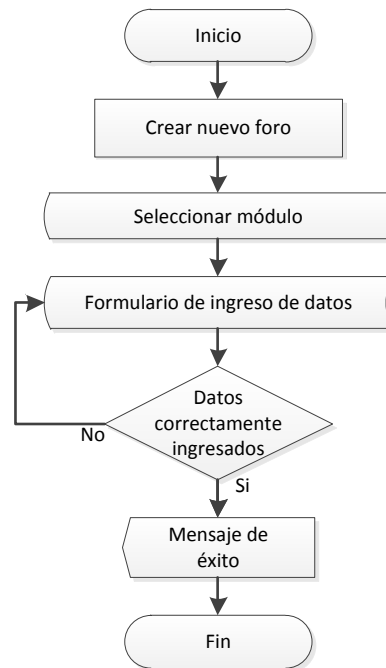 Inicio
Crear nuevo foro
Seleccionar módulo
Formulario de ingreso de datos
Datos
correctamente
ingresados
No
Si
Mensaje de
éxito
Fin